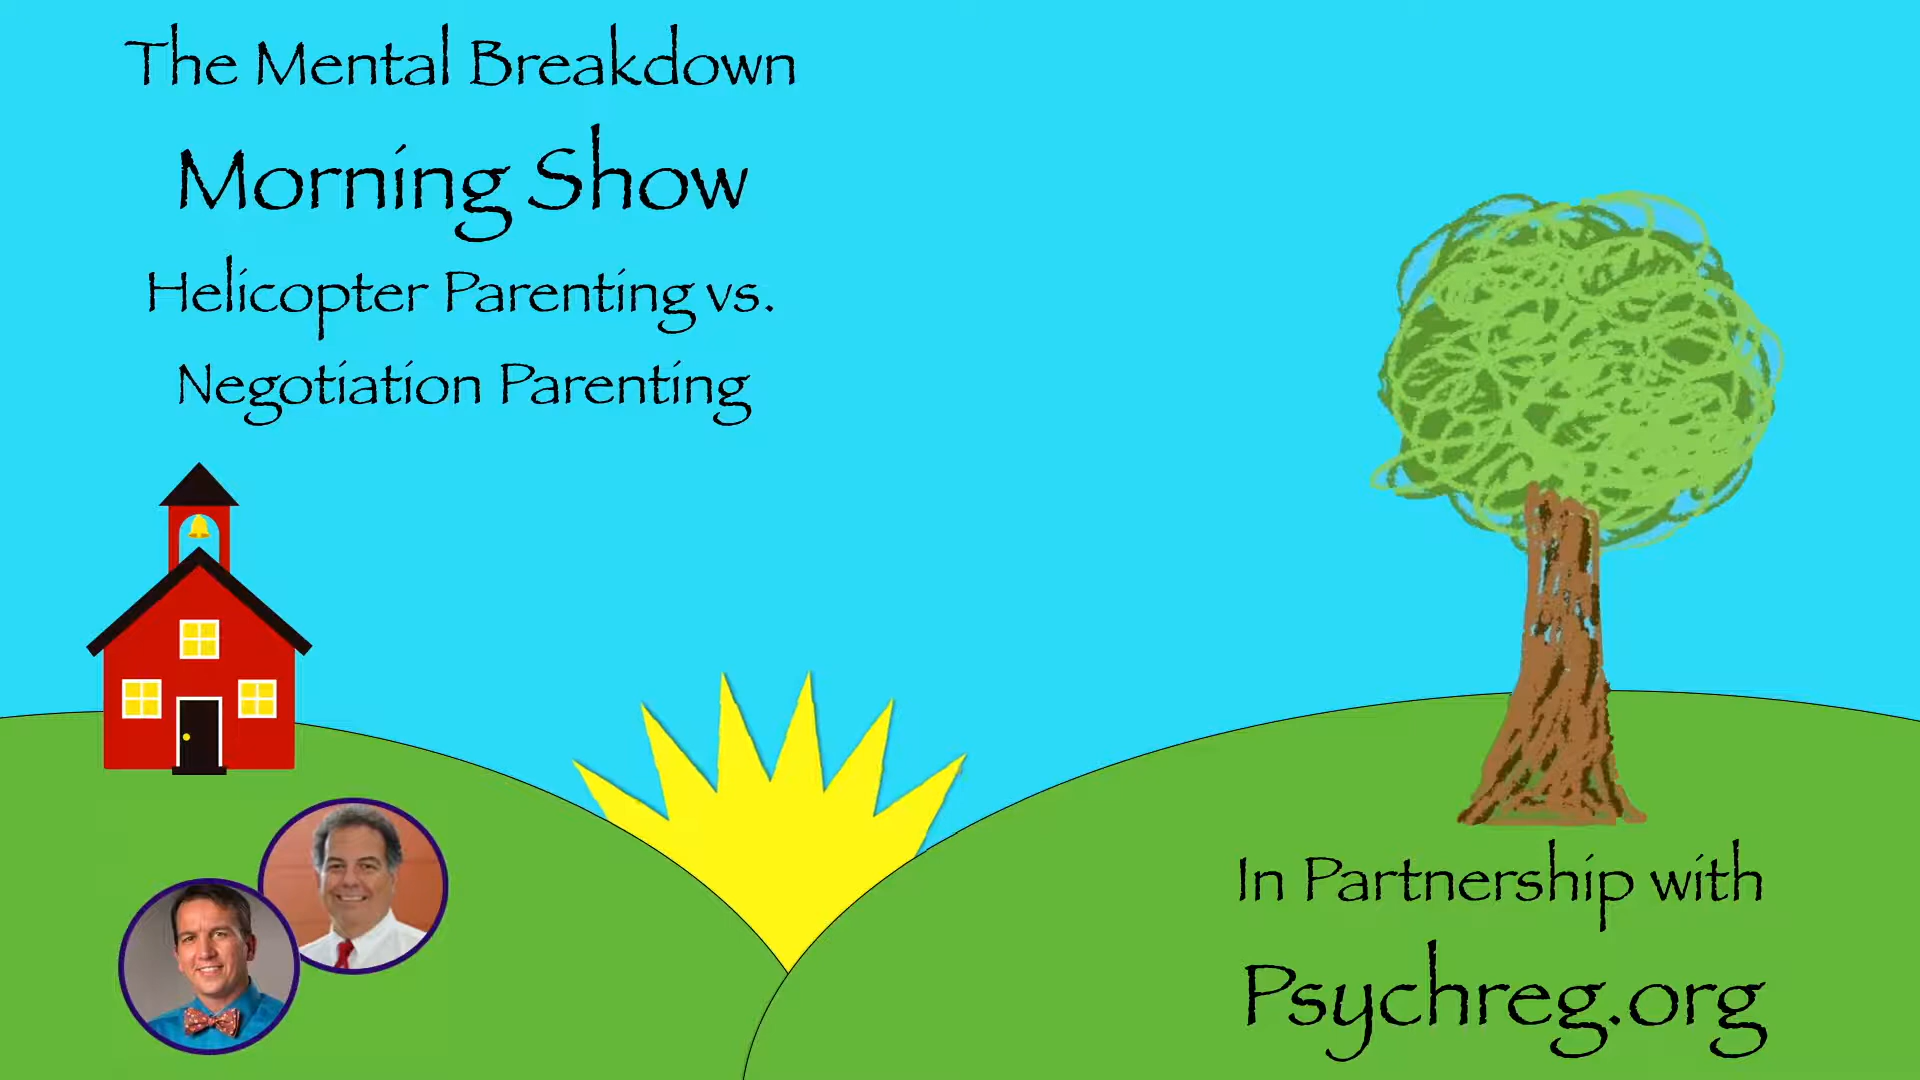 The Mental Breakdown
Morning Show
Helicopter Parenting vs.
Negotiation Parenting
In Partnership with
Psychreg.org